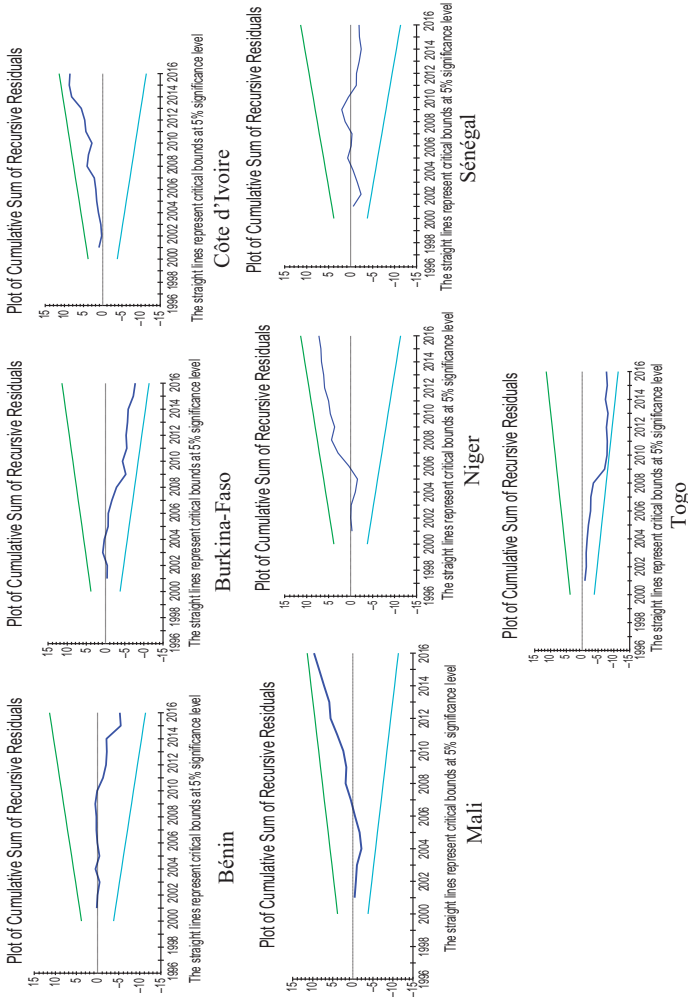 Plot of Cumulative Sum of Recursive Residuals
15
10
5
0
-5
-10
-15
1996 1998 2000 2002 2004 2006 2008 2010 2012 2014 2016
The straight lines represent critical bounds at 5% significance level
Bénin
Plot of Cumulative Sum of Recursive Residuals
15
10
5
0
-5
-10
-15
1996 1998 2000 2002 2004 2006 2008 2010 2012 2014 2016
The straight lines represent critical bounds at 5% significance level
Burkina-Faso
Plot of Cumulative Sum of Recursive Residuals
15
10
5
0
-5
-10
-15
1996 1998 2000 2002 2004 2006 2008 2010 2012 2014 2016
The straight lines represent critical bounds at 5% significance level
Côte d'Ivoire
Plot of Cumulative Sum of Recursive Residuals
15
10
5
0
-5
-10
-15
1996 1998 2000 2002 2004 2006 2008 2010 2012 2014 2016
The straight lines represent critical bounds at 5% significance level
Mali
Plot of Cumulative Sum of Recursive Residuals
15
10
5
0
-5
-10
-15
1996 1998 2000 2002 2004 2006 2008 2010 2012 2014 2016
The straight lines represent critical bounds at 5% significance level
Niger
Plot of Cumulative Sum of Recursive Residuals
15
10
5
0
-5
-10
-15
1996 1998 2000 2002 2004 2006 2008 2010 2012 2014 2016
The straight lines represent critical bounds at 5% significance level
Sénégal
Plot of Cumulative Sum of Recursive Residuals
15
10
5
0
-5
-10
-15
1996 1998 2000 2002 2004 2006 2008 2010 2012 2014 2016
The straight lines represent critical bounds at 5% significance level
Togo